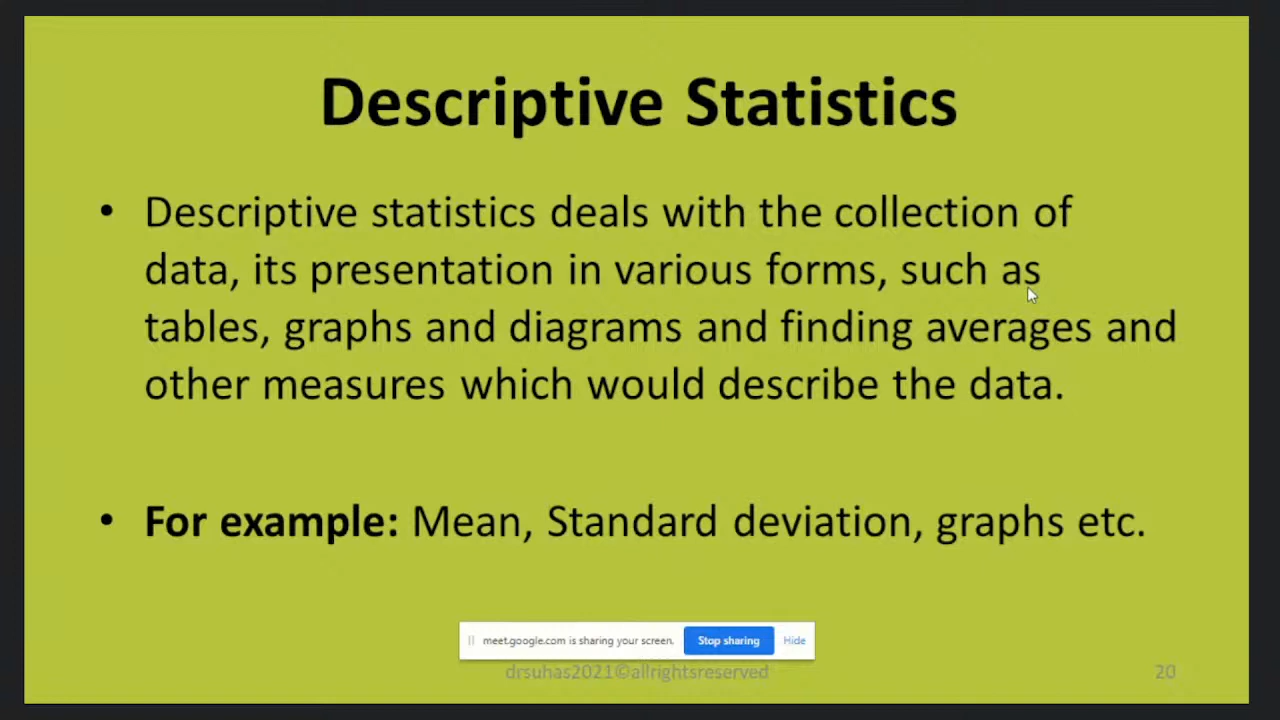 Descriptive Statistics
• Descriptive statistics deals with the collection of
data, its presentation in various forms, such as
tables, graphs and diagrams and finding averages and
other measures which would describe the data.
• For example: Mean, Standard deviation, graphs etc.
meet.google.com is sharing your screen. Stop sharing Hide
drsuhas2021©allrightsreserved 20